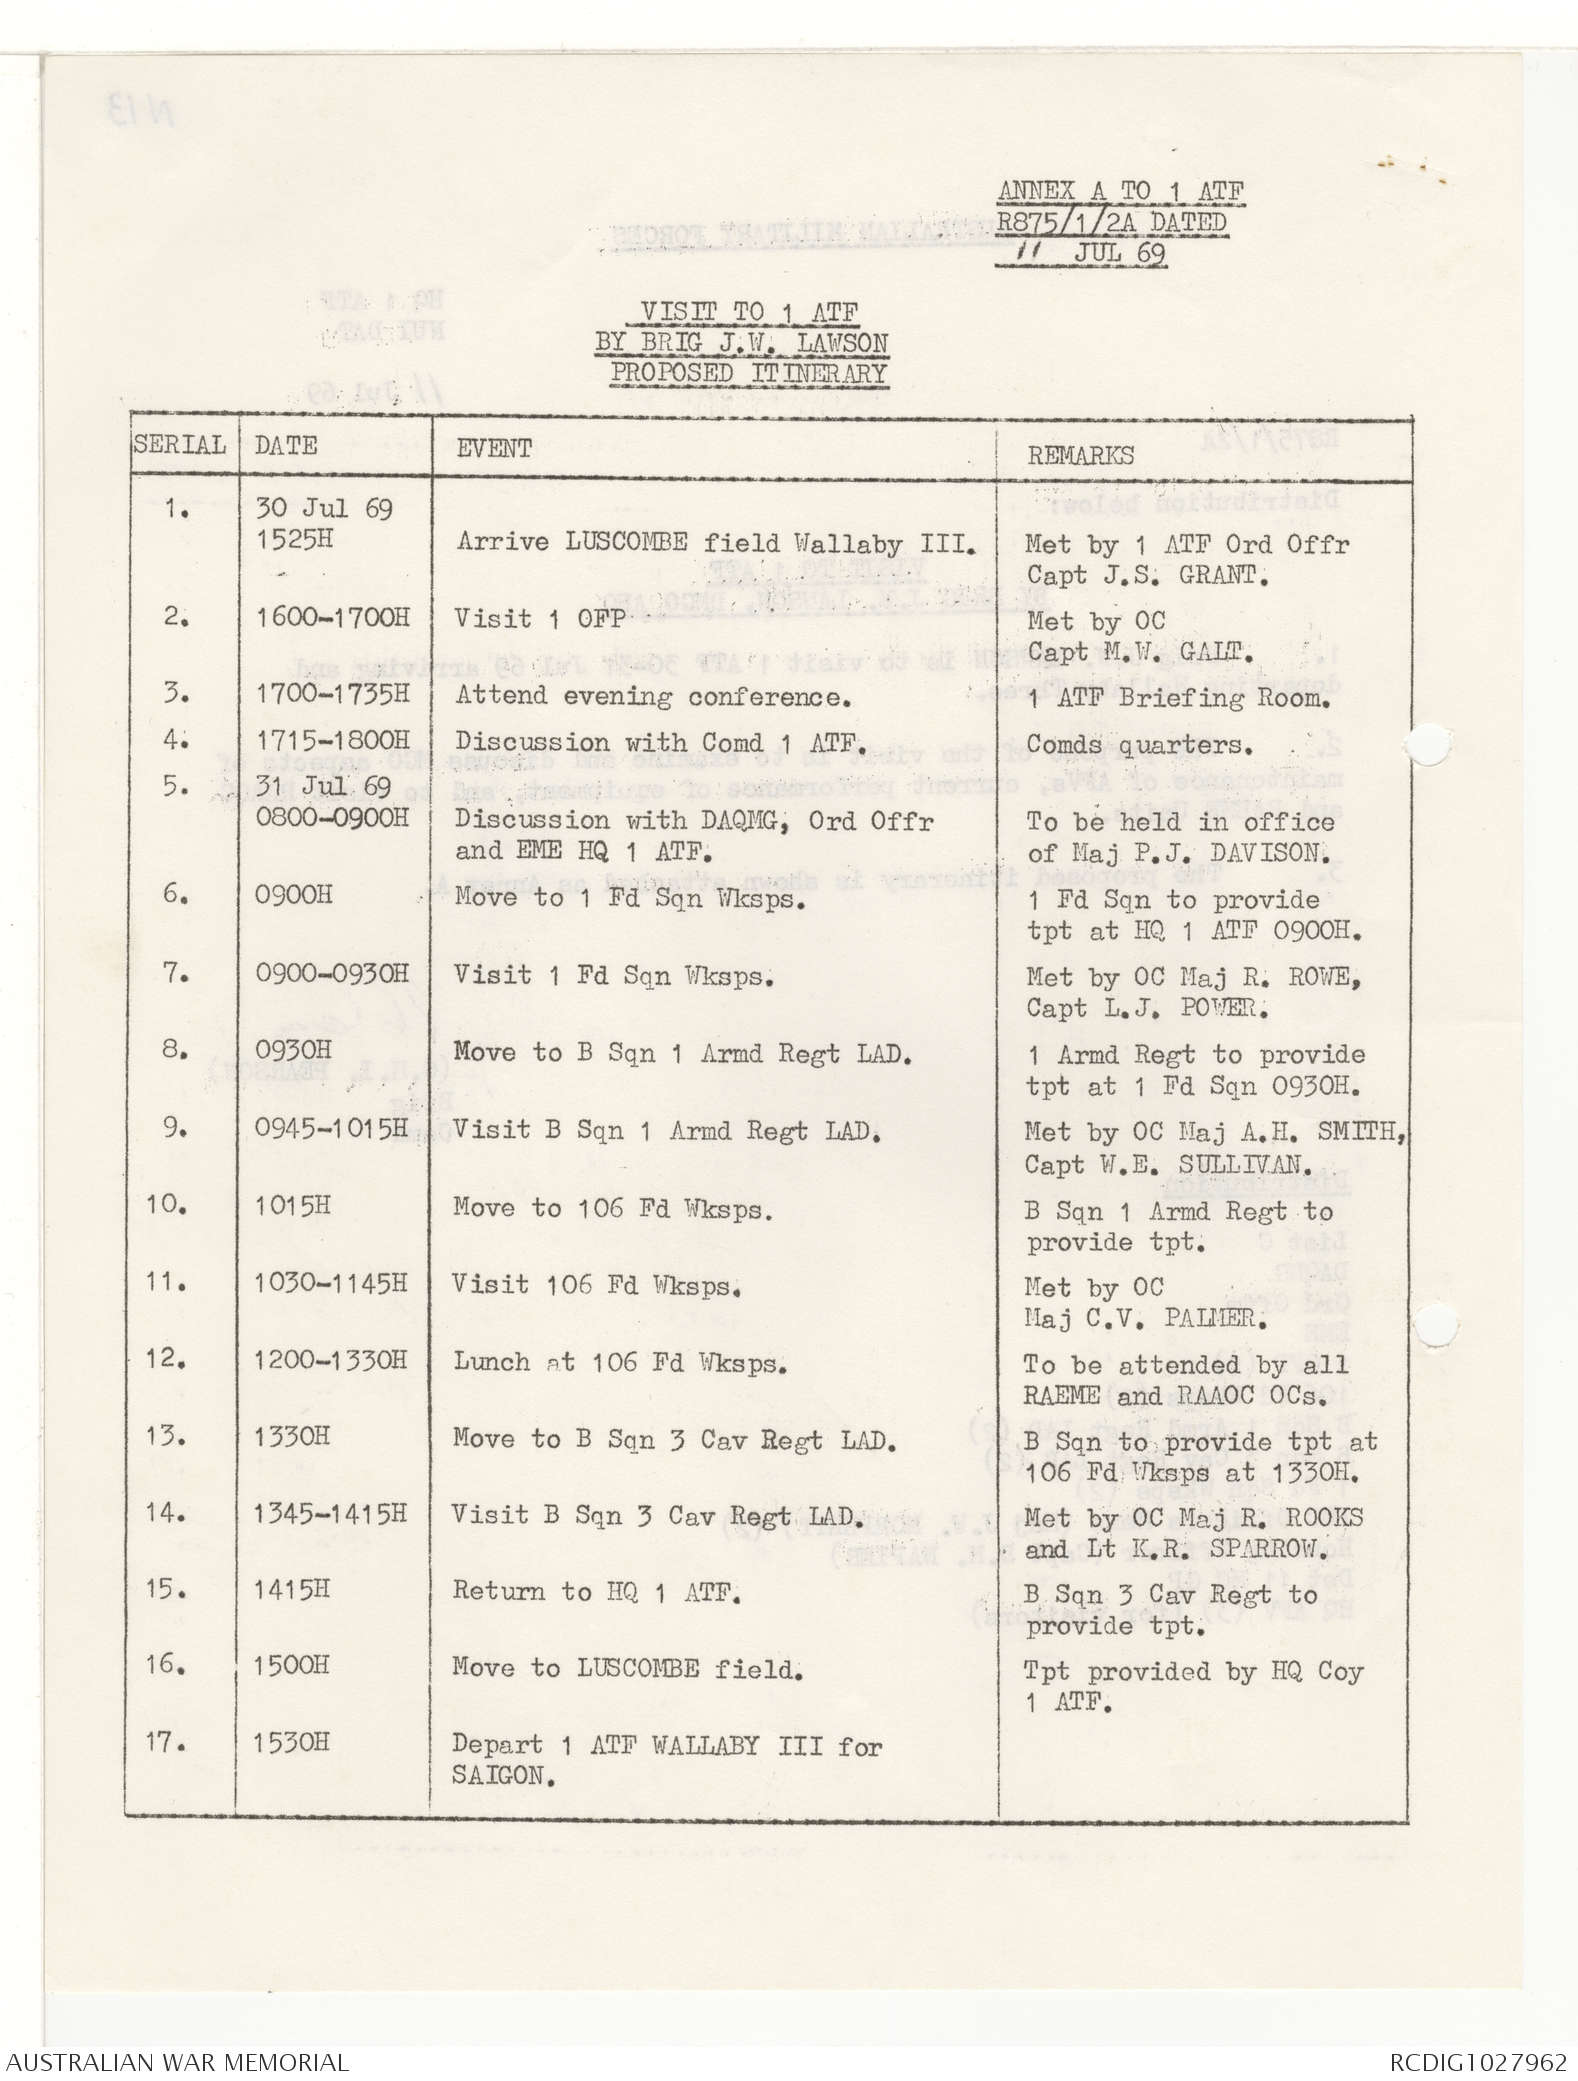 ANNEX A TO 1 ATF
R875/1/2A DATED
11 JUL 69
VISIT TO 1 ATF
BY BRIG J.W. LAWSON
PROPOSED ITINERARY
SERIAL DATE EVENT REMARKS
1. 30 Jul 69
1525H Arrive LUSCOMBE field Wallaby III. Met by 1 ATF Ord Offr
Capt J.S. GRANT.
2. 1600-1700H Visit 1 OFP Met by OC
Capt M.W. GALT.
3. 1700-1735H Attend evening conference. 1 ATF Briefing Room.
4. 1715-1800H Discussion with Comd 1 ATF. Comds quarters.
5. 31 Jul 69
0800-0900H Discussion with DAQMG, Ord Offr To be held in office
and EME HQ 1 ATF. of Maj P.J. DAVISON.
6. 0900H Move to 1 Fd Sqn Wksps. 1 Fd Sqn to provide
tpt at HQ 1 ATF 0900H.
7. 0900-0930H Visit 1 Fd Sqn Wksps. Met by OC Maj R. ROWE,
Capt L.J. POWER.
8. 0930H Move to B Sqn 1 Armd Regt LAD. 1 Armd Regt to provide
tpt at 1 Fd Sqn 0930H.
9. 0945-1015H Visit B Sqn 1 Armd Regt LAD. Met by OC Maj A.H. SMITH,
Capt W.E. SULLIVAN.
10. 1015H Move to 106 Fd Wksps. B Sqn 1 Armd Regt to
provide tpt.
11. 1030-1145H Visit 106 Fd Wksps. Met by OC
Maj C.V. PALMER.
12. 1200-1330H Lunch at 106 Fd Wksps. To be attended by all
RAEME and RAAOC OCs.
13. 1330H Move to B Sqn 3 Cav Regt LAD. B Sqn to provide tpt at
106 Fd Wksps at 1330H.
14. 1345-1415H Visit B Sqn 3 Cav Regt LAD. Met by OC Maj R. ROOKS
and Lt K.R. SPARROW.
15. 1415H Return to HQ 1 ATF. B Sqn 3 Cav Regt to
provide tpt.
16. 1500H Move to LUSCOMBE field. Tpt provided by HQ Coy
1 ATF.
17. 1530H Depart 1 ATF WALLABY III for
SAIGON.
AUSTRALIAN WAR MEMORIAL RCDIG1027962